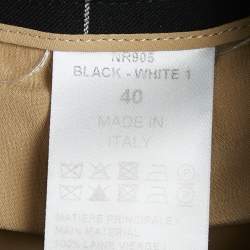 NR905
BLACK - WHITE 1
40
MADE IN
ITALY
MATIERE PRINCIPALE /
MAIN MATERIAL
100% LAINE VIERGE /